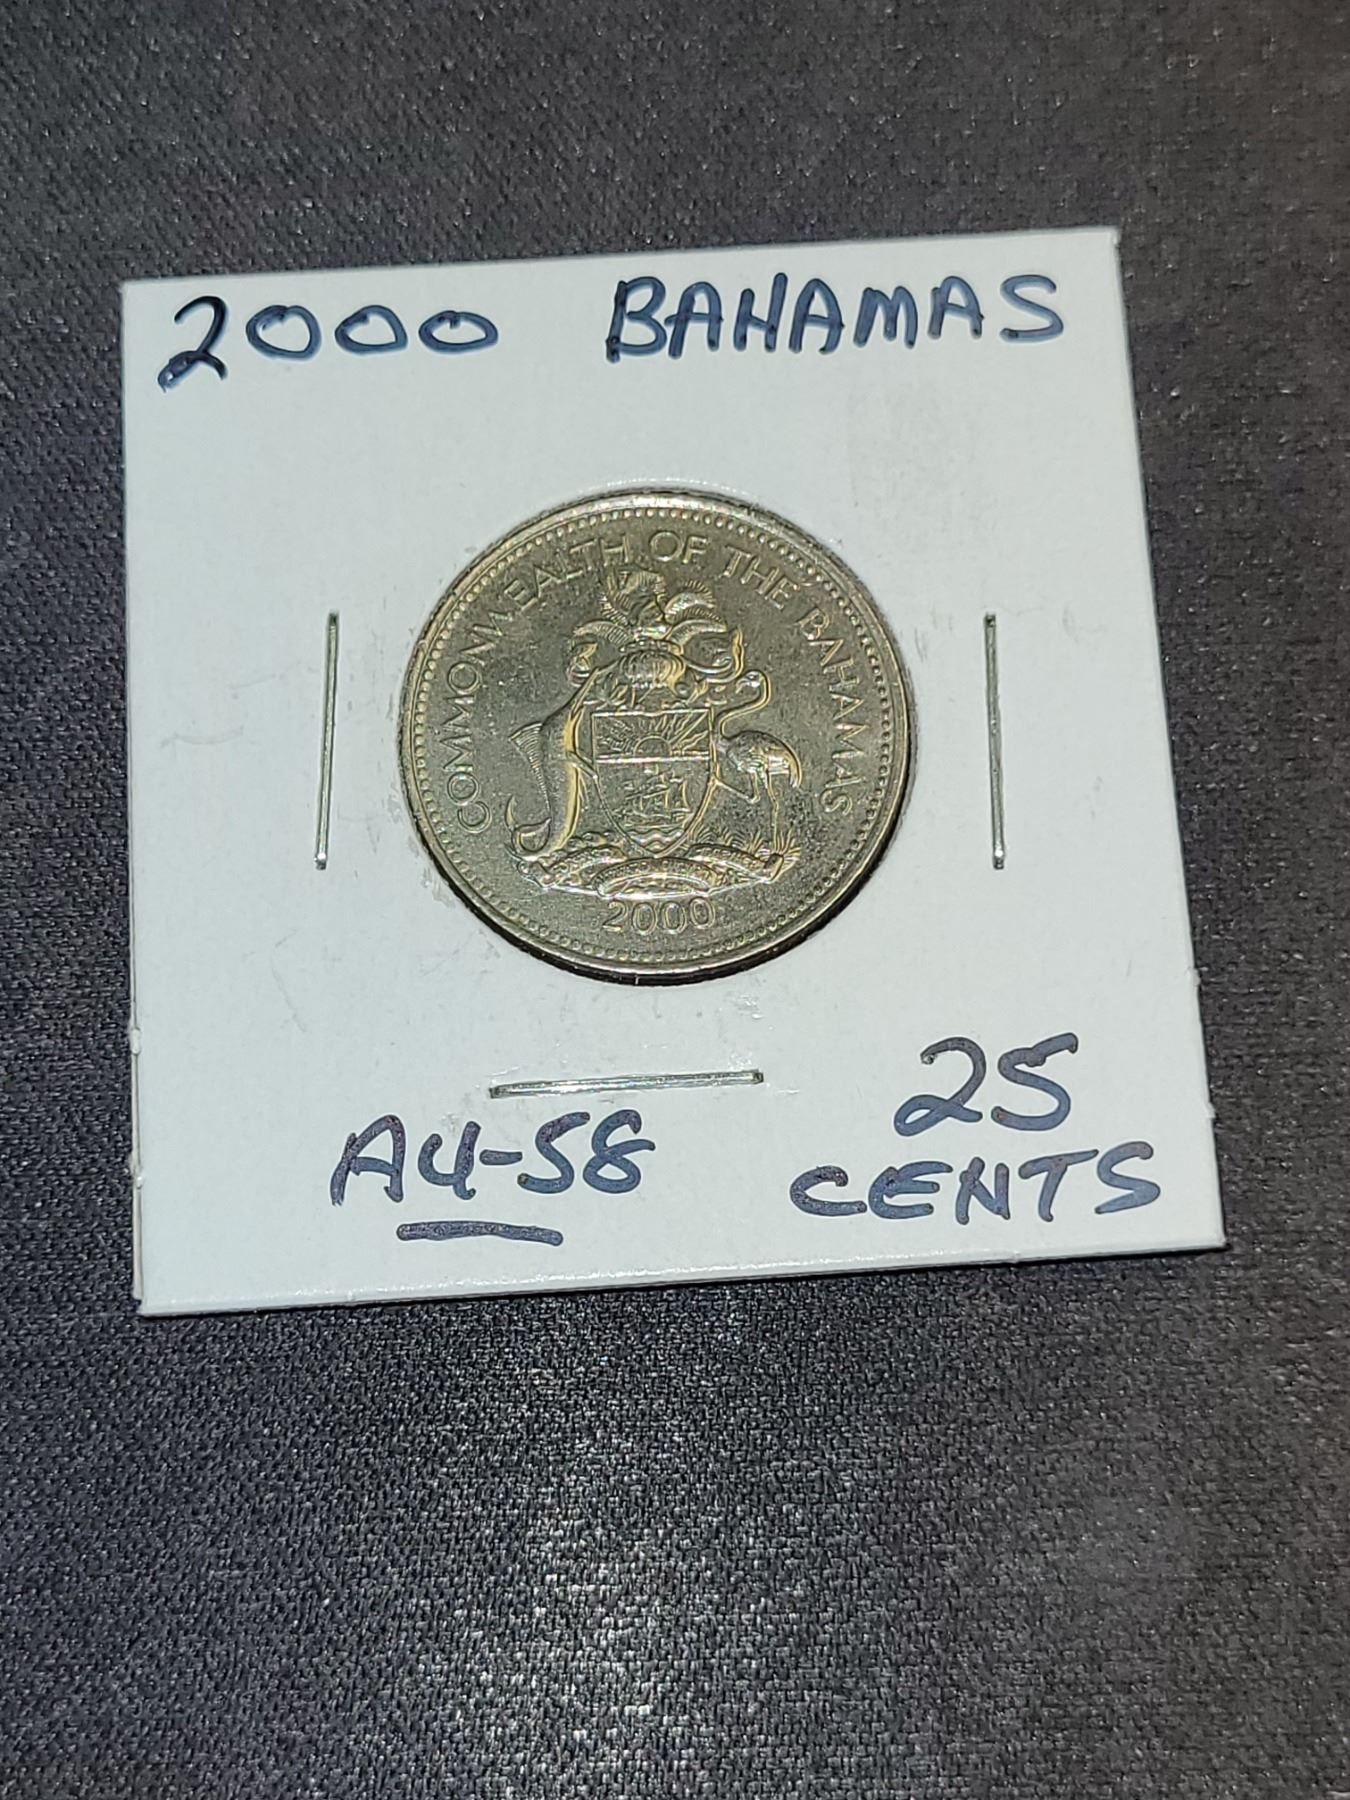 2000 BAHAMAS
COMMONWEALTH OF THE BAHAMAS
2000
AU-58
25
CENTS